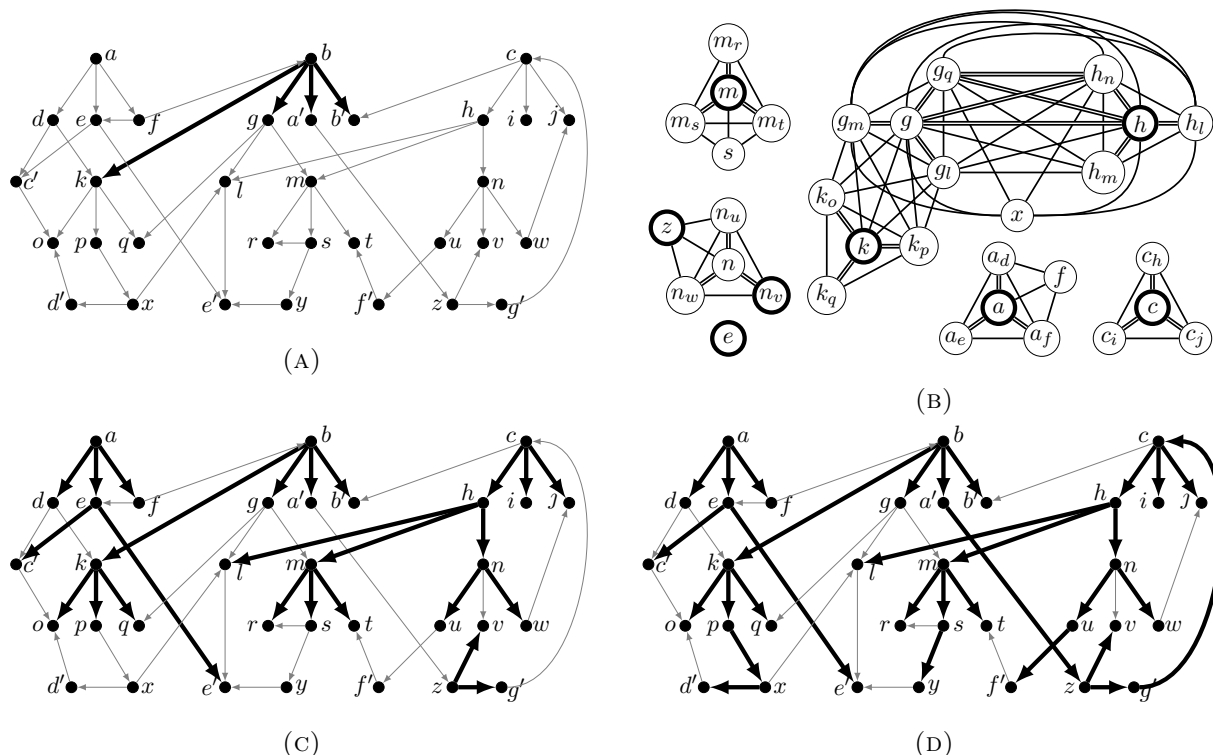 a b c
d e f g a′ b′ h i j
c′ k l m n
o p q r s t u v w
d′ x e′ y f′ z g′
(A)
m_r
m
m_s m_t
s
g_q h_n
g_m g h h_l
g_l h_m
k_o x
k k_p
k_q
n_u
z
n
n_w n_v
e
a_d f
a
a_e a_f
c_h
c
c_i c_j
(B)
a b c
d e f g a′ b′ h i j
c′ k l m n
o p q r s t u v w
d′ x e′ y f′ z g′
(C)
a b c
d e f g a′ b′ h i j
c′ k l m n
o p q r s t u v w
d′ x e′ y f′ z g′
(D)